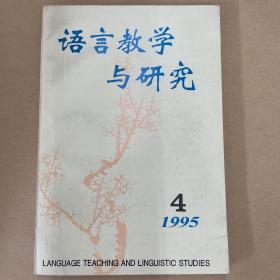 语言教学
与研究
4
1995
LANGUAGE TEACHING AND LINGUISTIC STUDIES